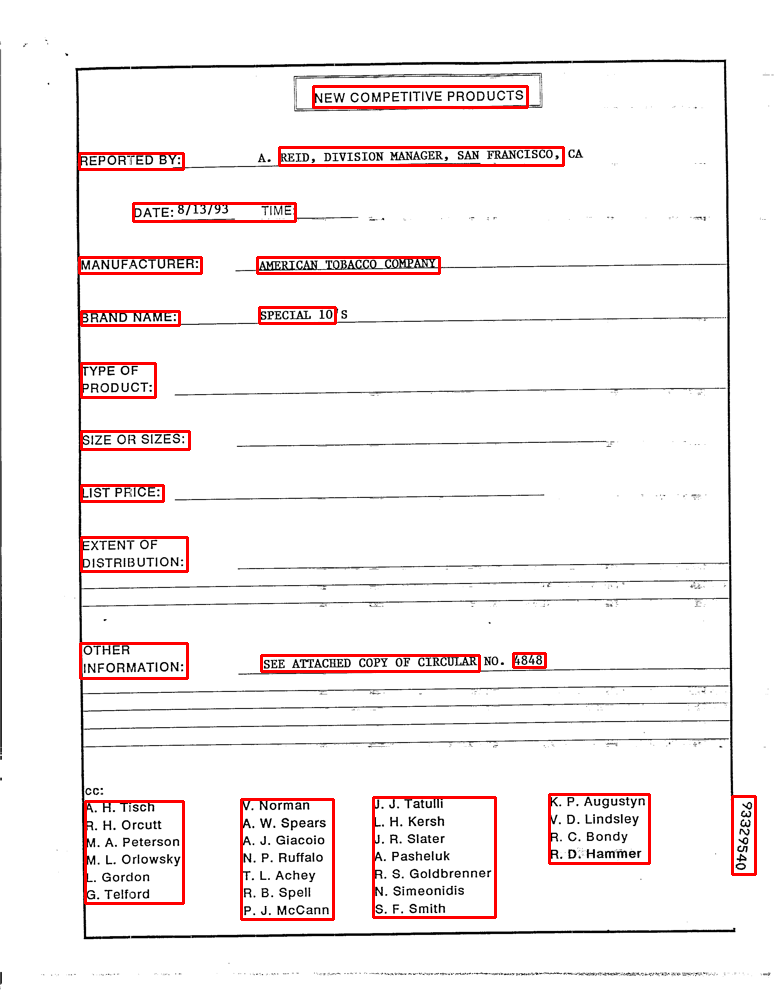 NEW COMPETITIVE PRODUCTS
REPORTED BY: A. REID, DIVISION MANAGER, SAN FRANCISCO, CA
DATE: 8/13/93 TIME
MANUFACTURER: AMERICAN TOBACCO COMPANY
BRAND NAME: SPECIAL 10'S
TYPE OF
PRODUCT:
SIZE OR SIZES:
LIST PRICE:
EXTENT OF
DISTRIBUTION:
OTHER
INFORMATION: SEE ATTACHED COPY OF CIRCULAR NO. 4848
cc:
A. H. Tisch
R. H. Orcutt
M. A. Peterson
M. L. Orlowsky
L. Gordon
G. Telford
V. Norman
A. W. Spears
A. J. Giacoio
N. P. Ruffalo
T. L. Achey
R. B. Spell
P. J. McCann
J. J. Tatulli
L. H. Kersh
J. R. Slater
A. Pasheluk
R. S. Goldbrenner
N. Simeonidis
S. F. Smith
K. P. Augustyn
V. D. Lindsley
R. C. Bondy
R. D. Hammer
93329540